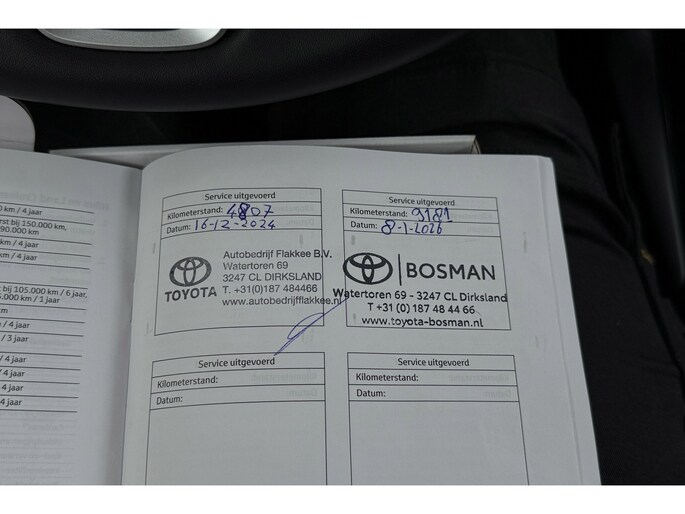 0 km / 4 jaar
rst bij 150.000 km,
90.000 km
km / 4 jaar
km / 4 jaar
bij 105.000 km / 6 jaar,
5.000 km / 1 jaar
/ 4 jaar
/ 3 jaar
/ 4 jaar
/ 4 jaar
/ 4 jaar
4 jaar
Service uitgevoerd
Kilometerstand: 4807
Datum: 16-12-2024
Autobedrijf Flakkee B.V.
Watertoren 69
3247 CL DIRKSLAND
TOYOTA T. +31(0)187 484466
www.autobedrijfflakkee.nl
Service uitgevoerd
Kilometerstand: 9181
Datum: 8-1-2026
BOSMAN
Watertoren 69 - 3247 CL Dirksland
T +31 (0) 187 48 44 66
www.toyota-bosman.nl
Service uitgevoerd
Kilometerstand:
Datum:
Service uitgevoerd
Kilometerstand:
Datum: